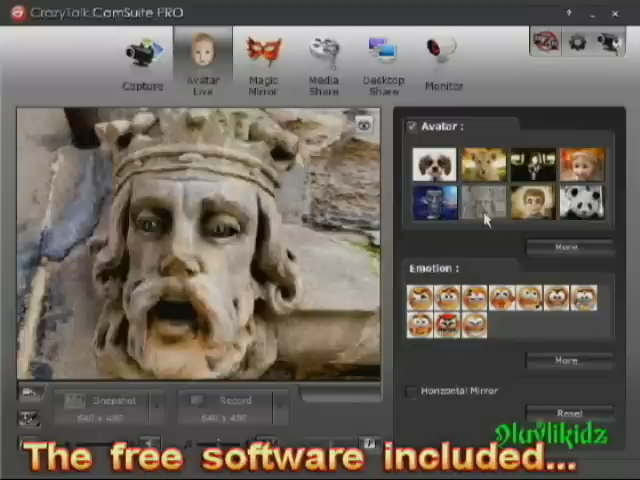 CrazyTalk CamSuite PRO
Capture
Avatar Live
Magic Mirror
Media Share
Desktop Share
Monitor
Avatar :
More
Emotion :
More
Horizontal Mirror
Reset
Snapshot
640 x 480
Record
640 x 480
The free software included...